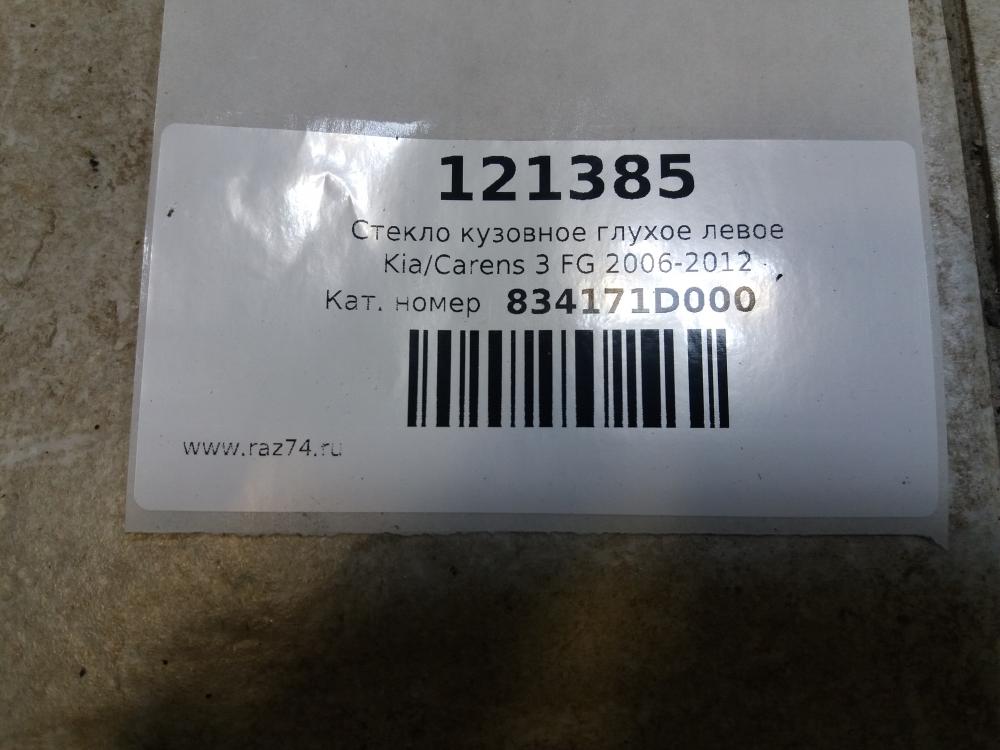 121385
Стекло кузовное глухое левое
Kia/Carens 3 FG 2006-2012
Кат. номер 834171D000
www.raz74.ru